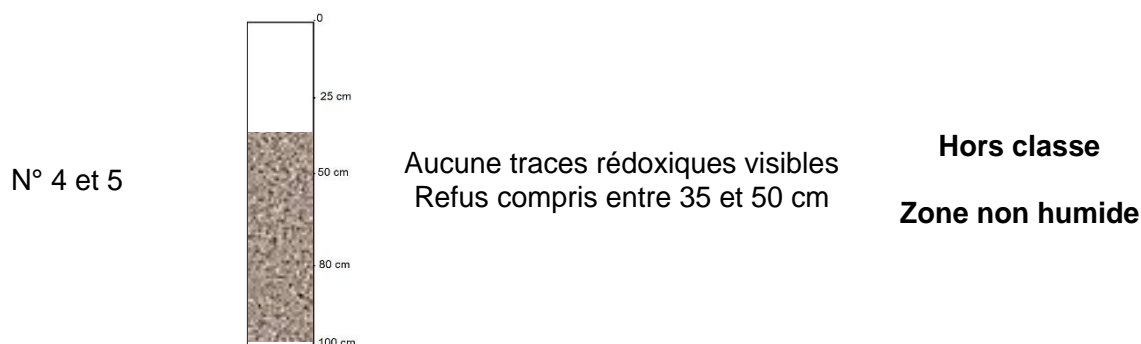 0
25 cm
N° 4 et 5
50 cm
80 cm
100 cm
Aucune traces rédoxiques visibles
Refus compris entre 35 et 50 cm
Hors classe
Zone non humide